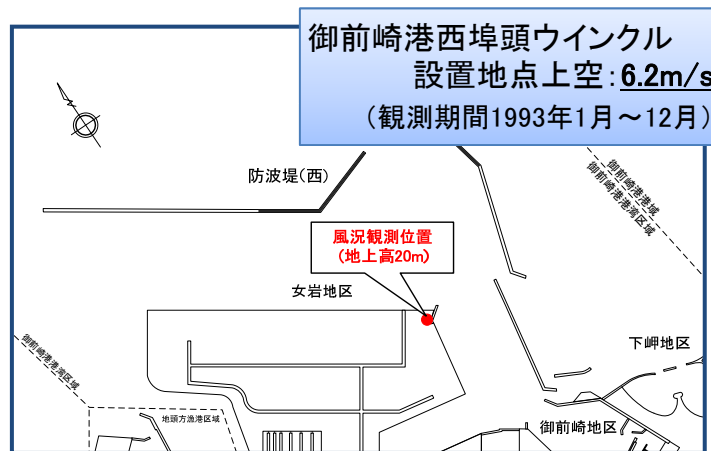 御前崎港西埠頭ウインクル
設置地点上空：6.2m/s
（観測期間1993年1月～12月）
防波堤(西)
御前崎港港域
御前崎港港湾区域
風況観測位置
(地上高20m)
女岩地区
下岬地区
御前崎港港湾区域
地頭方漁港区域
御前崎地区